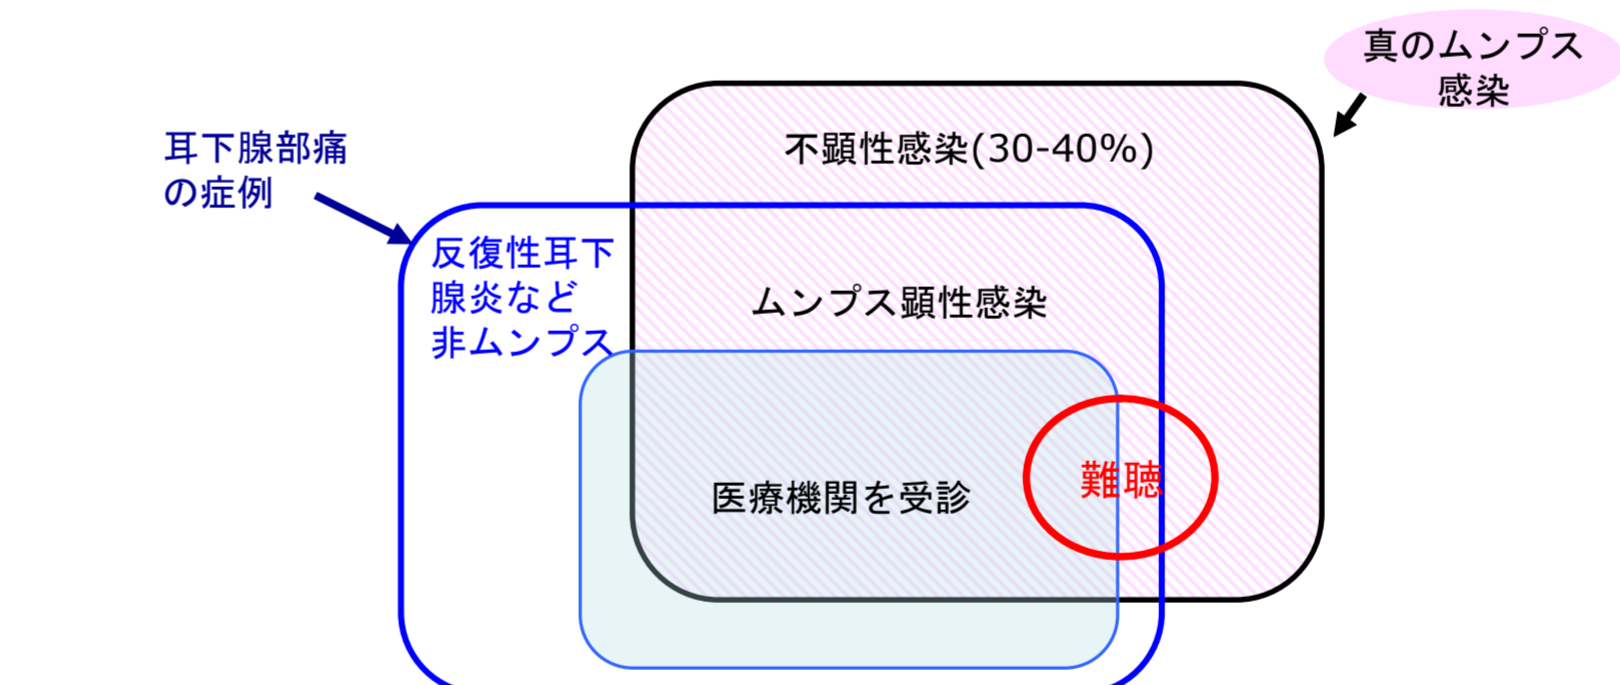 真のムンプス
感染
不顕性感染(30-40%)
耳下腺部痛
の症例
反復性耳下
腺炎など
非ムンプス
ムンプス顕性感染
医療機関を受診
難聴